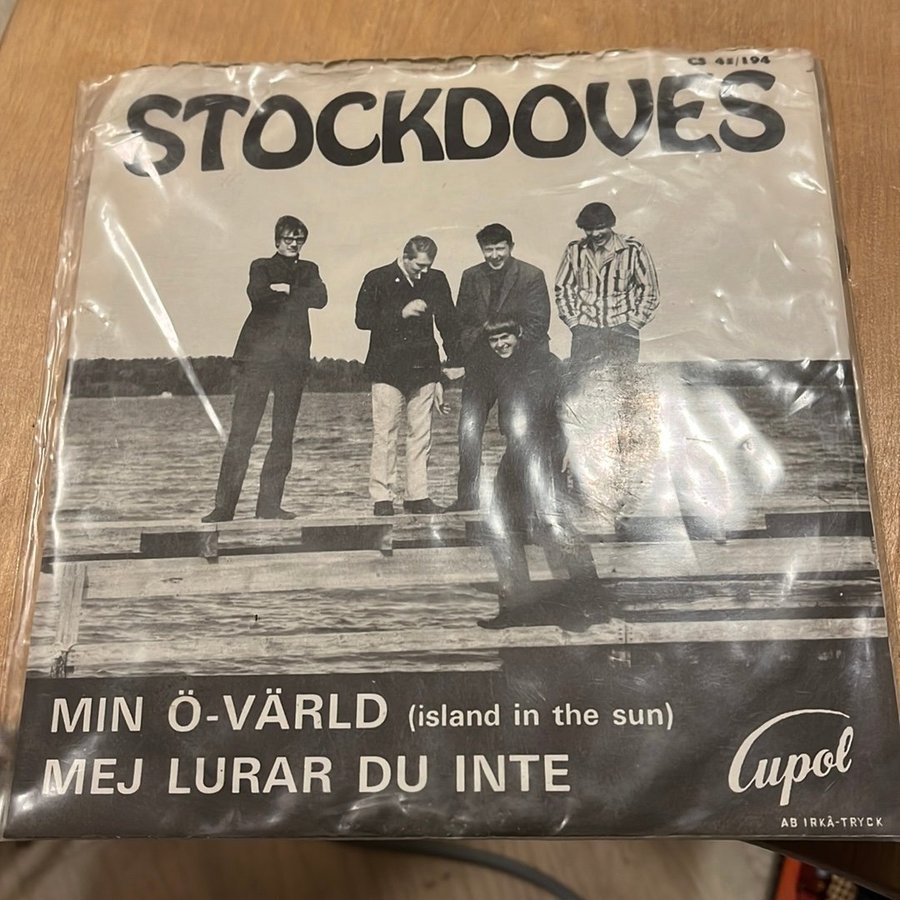 CS 45/194
STOCKDOVES
MIN Ö-VÄRLD (island in the sun)
MEJ LURAR DU INTE
Cupol
AB IRKÅ-TRYCK